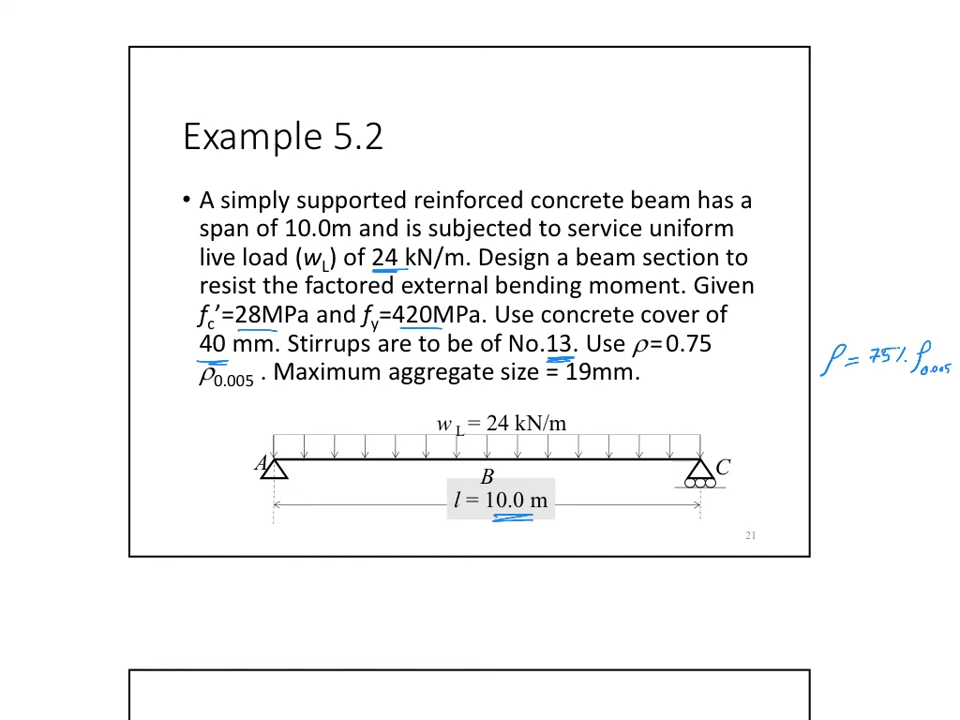 Example 5.2
• A simply supported reinforced concrete beam has a
span of 10.0m and is subjected to service uniform
live load (wL) of 24 kN/m. Design a beam section to
resist the factored external bending moment. Given
fc’=28MPa and fy=420MPa. Use concrete cover of
40 mm. Stirrups are to be of No.13. Use ρ=0.75
ρ0.005 . Maximum aggregate size = 19mm.
ρ = 75% ρ0.005
w L = 24 kN/m
A
C
B
l = 10.0 m
21